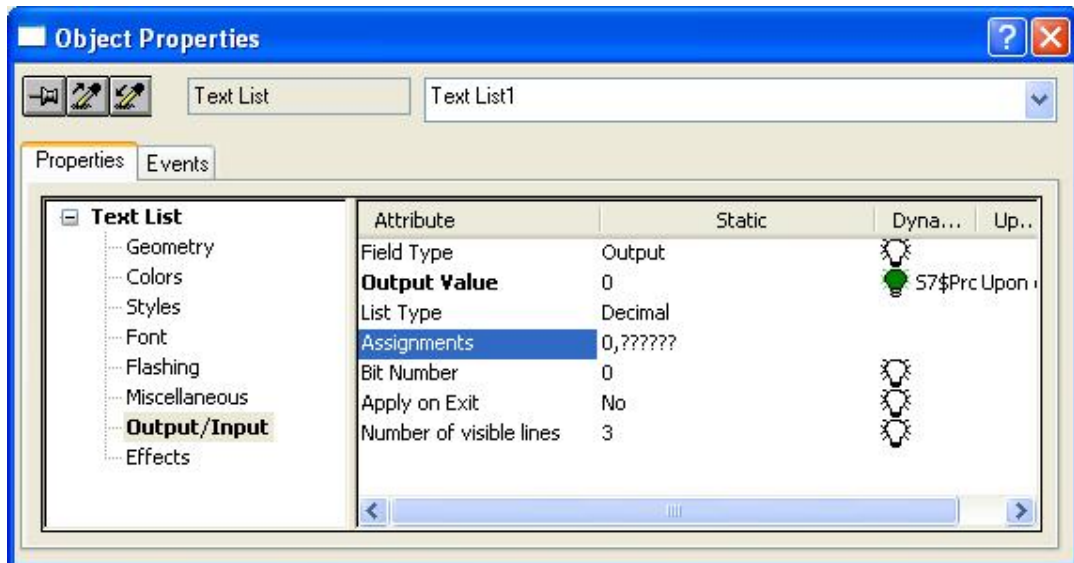 Object Properties
Text List
Text List1
Properties
Events
Text List
Geometry
Colors
Styles
Font
Flashing
Miscellaneous
Output/Input
Effects
Attribute Static Dyna... Up..
Field Type Output
Output Value 0 S7$Prc Upon
List Type Decimal
Assignments 0,??????
Bit Number 0
Apply on Exit No
Number of visible lines 3